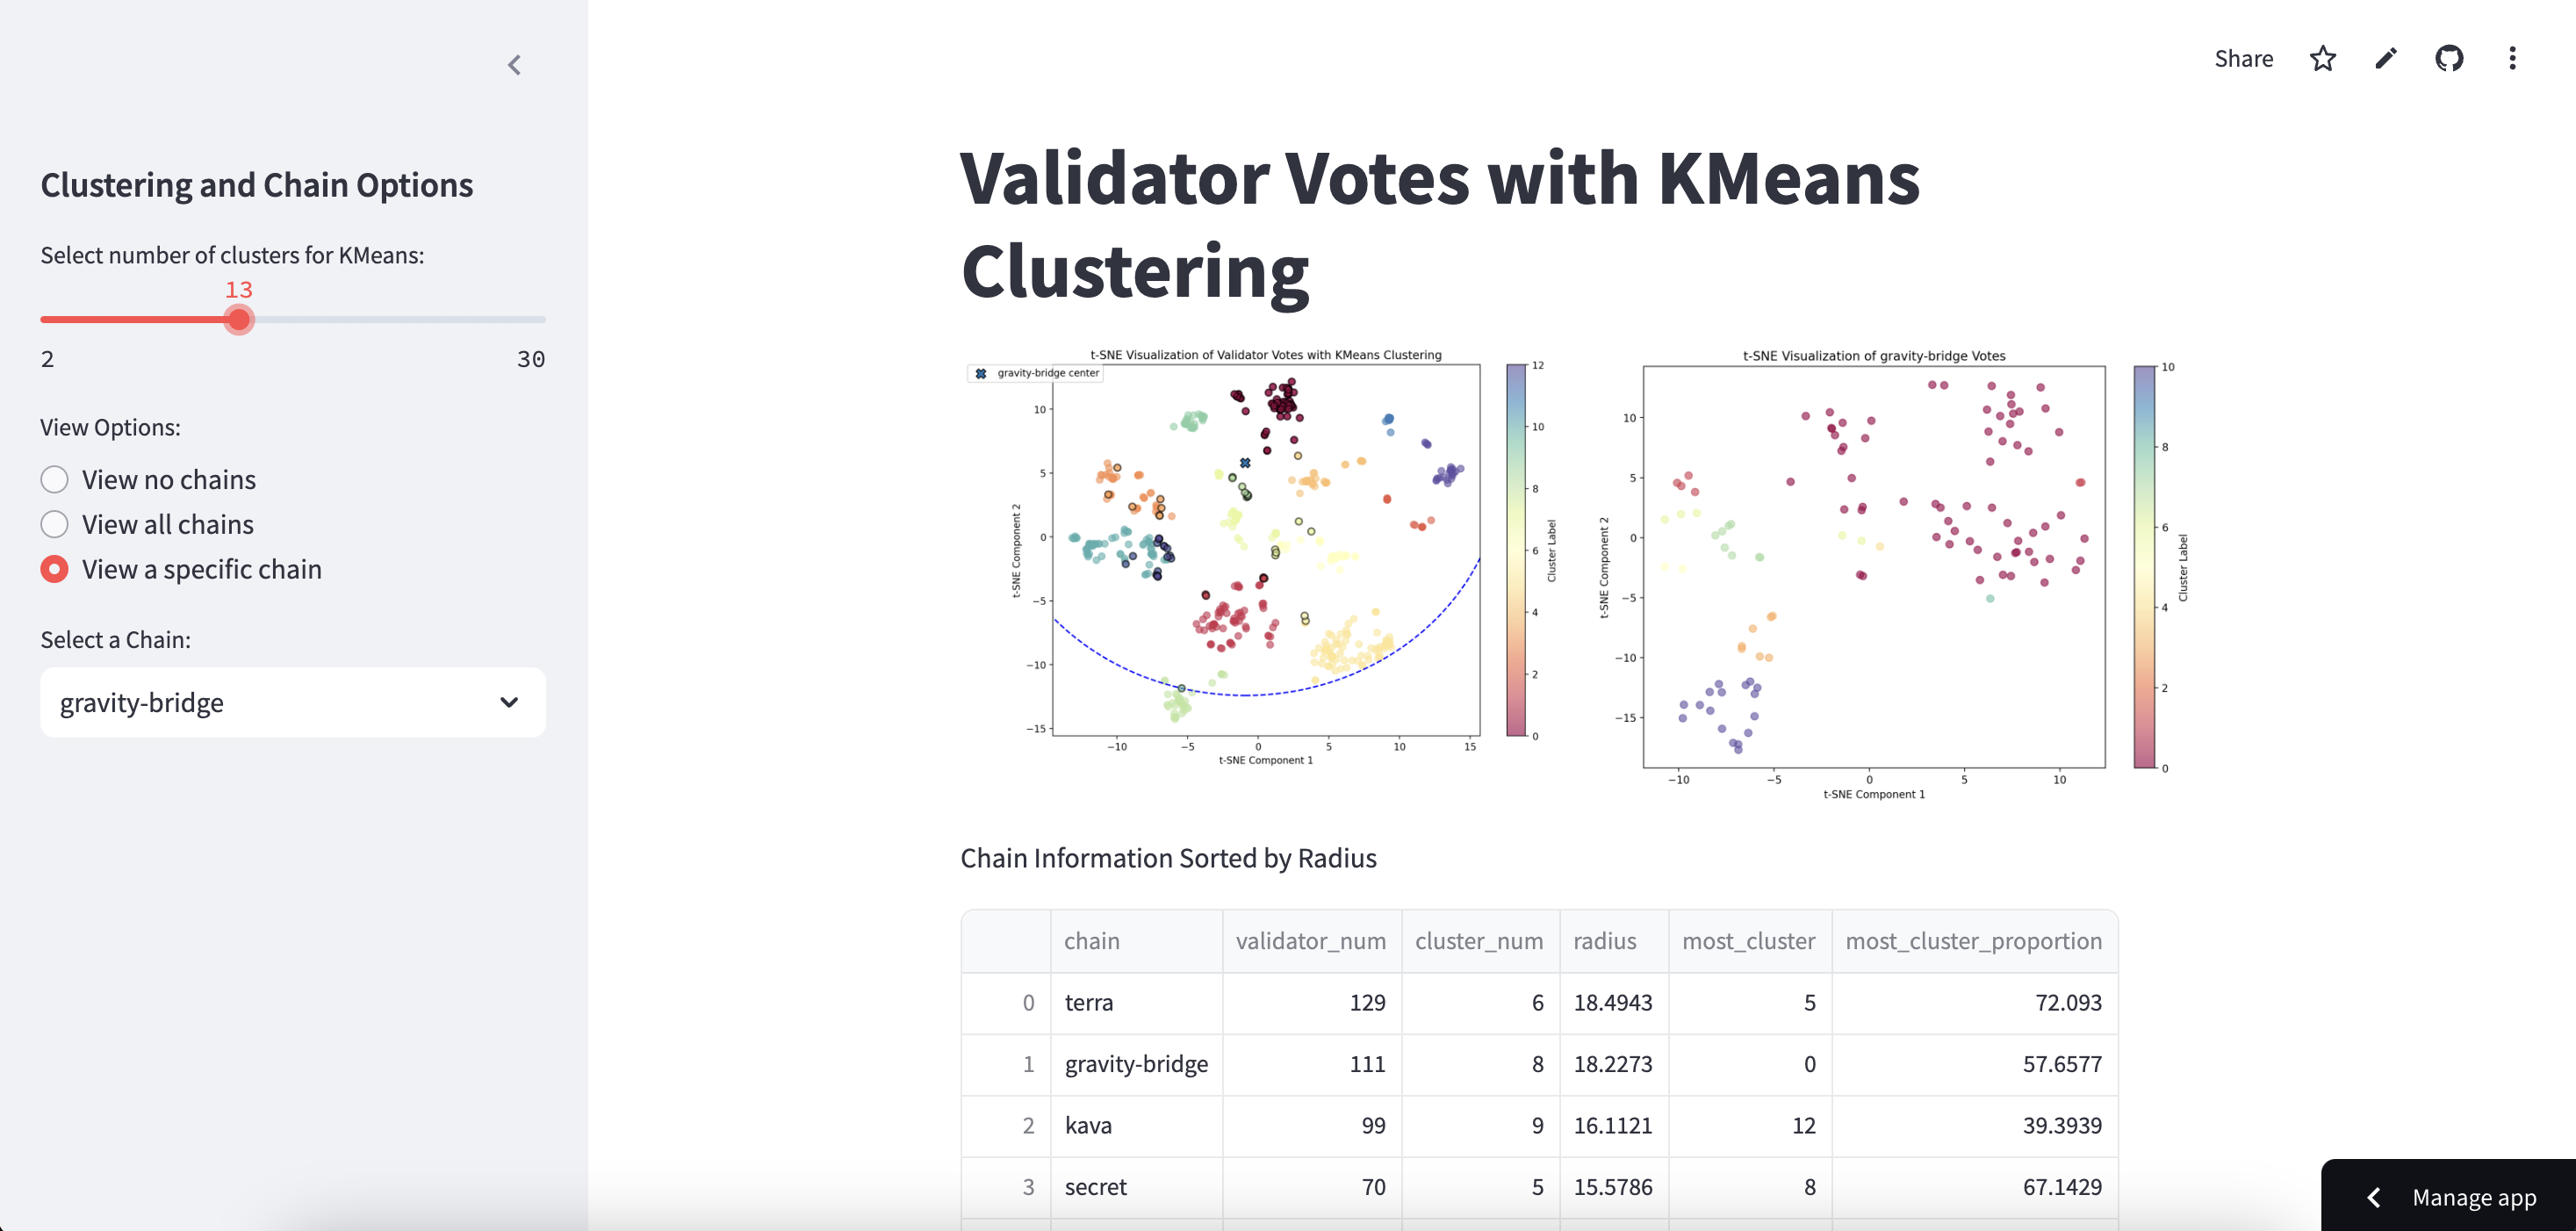 Share
Clustering and Chain Options
Select number of clusters for KMeans:
13
2 30
View Options:
View no chains
View all chains
View a specific chain
Select a Chain:
gravity-bridge
Validator Votes with KMeans
Clustering
t-SNE Visualization of Validator Votes with KMeans Clustering
gravity-bridge center
t-SNE Component 2
10
5
0
−5
−10
−15
−10 −5 0 5 10 15
t-SNE Component 1
12
10
8
6
4
2
0
Cluster Label
t-SNE Visualization of gravity-bridge Votes
t-SNE Component 2
10
5
0
−5
−10
−15
−10 −5 0 5 10
t-SNE Component 1
10
8
6
4
2
0
Cluster Label
Chain Information Sorted by Radius
chain validator_num cluster_num radius most_cluster most_cluster_proportion
0 terra 129 6 18.4943 5 72.093
1 gravity-bridge 111 8 18.2273 0 57.6577
2 kava 99 9 16.1121 12 39.3939
3 secret 70 5 15.5786 8 67.1429
Manage app